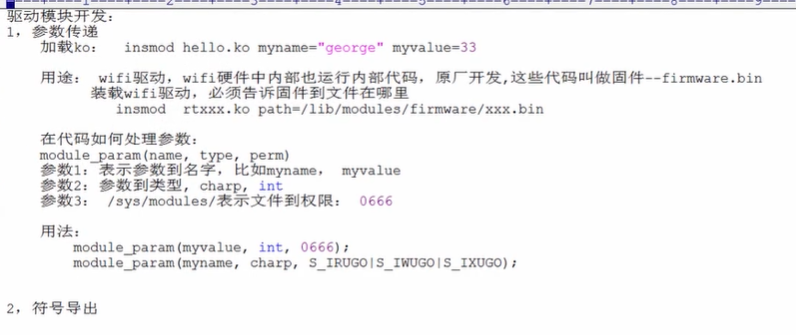 驱动模块开发：
1，参数传递
加载ko： insmod hello.ko myname="george" myvalue=33
用途： wifi驱动，wifi硬件中内部也运行内部代码，原厂开发,这些代码叫做固件--firmware.bin
装载wifi驱动，必须告诉固件到文件在哪里
insmod rtxxx.ko path=/lib/modules/firmware/xxx.bin
在代码如何处理参数：
module_param(name, type, perm)
参数1：表示参数到名字，比如myname， myvalue
参数2：参数到类型, charp, int
参数3： /sys/modules/表示文件到权限： 0666
用法：
module_param(myvalue, int, 0666);
module_param(myname, charp, S_IRUGO|S_IWUGO|S_IXUGO);
2，符号导出